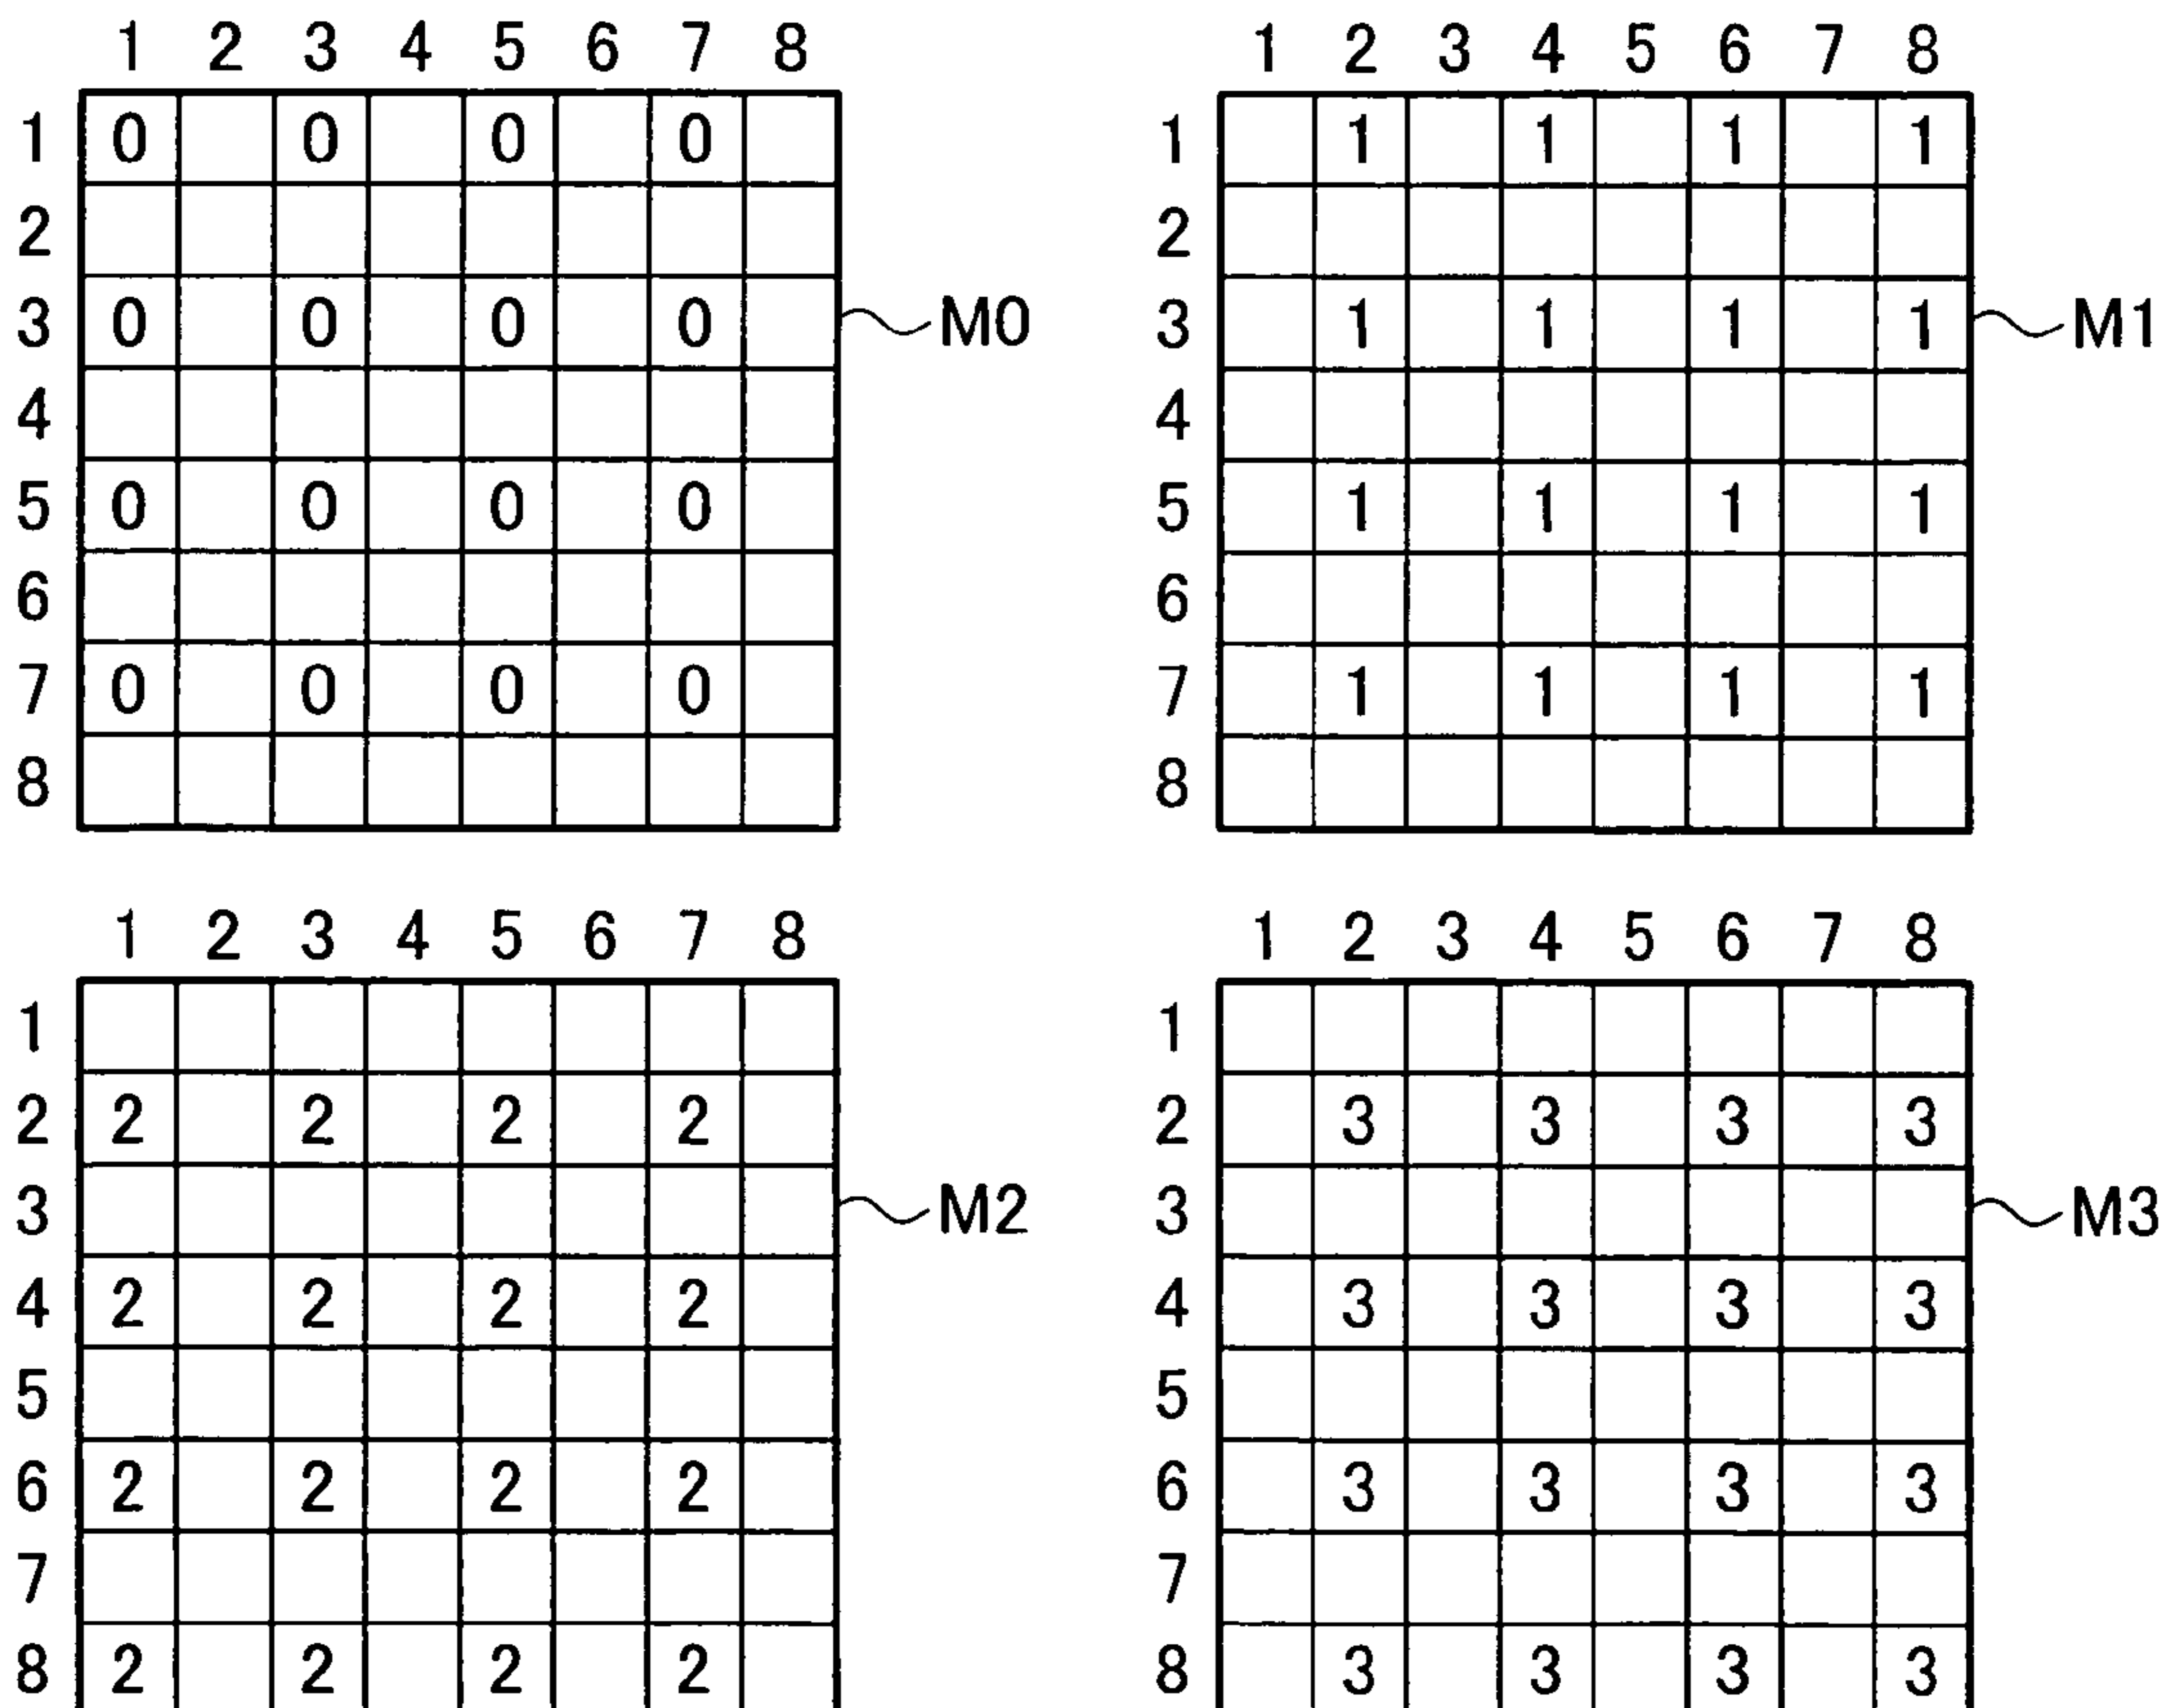 1 2 3 4 5 6 7 8
1 0 0 0 0
2
3 0 0 0 0 M0
4
5 0 0 0 0
6
7 0 0 0 0
8
1 2 3 4 5 6 7 8
1 1 1 1 1
2
3 1 1 1 1 M1
4
5 1 1 1 1
6
7 1 1 1 1
8
1 2 3 4 5 6 7 8
1
2 2 2 2 2
3 M2
4 2 2 2 2
5
6 2 2 2 2
7
8 2 2 2 2
1 2 3 4 5 6 7 8
1
2 3 3 3 3
3 M3
4 3 3 3 3
5
6 3 3 3 3
7
8 3 3 3 3